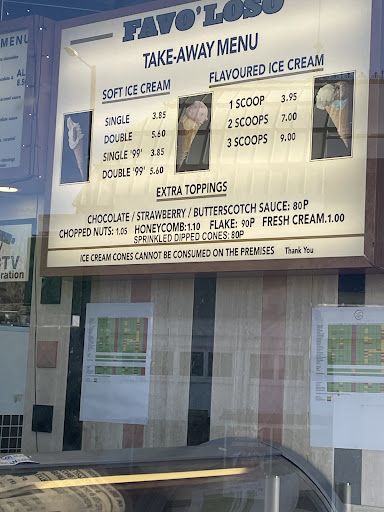 FAVO'LOSO
TAKE-AWAY MENU
SOFT ICE CREAM
SINGLE 3.85
DOUBLE 5.60
SINGLE '99' 3.85
DOUBLE '99' 5.60
FLAVOURED ICE CREAM
1 SCOOP 3.95
2 SCOOPS 7.00
3 SCOOPS 9.00
EXTRA TOPPINGS
CHOCOLATE / STRAWBERRY / BUTTERSCOTCH SAUCE: 80P
CHOPPED NUTS: 1.05 HONEYCOMB:1.10 FLAKE: 90P FRESH CREAM.1.00
SPRINKLED DIPPED CONES: 80P
ICE CREAM CONES CANNOT BE CONSUMED ON THE PREMISES Thank You
MENU
TV